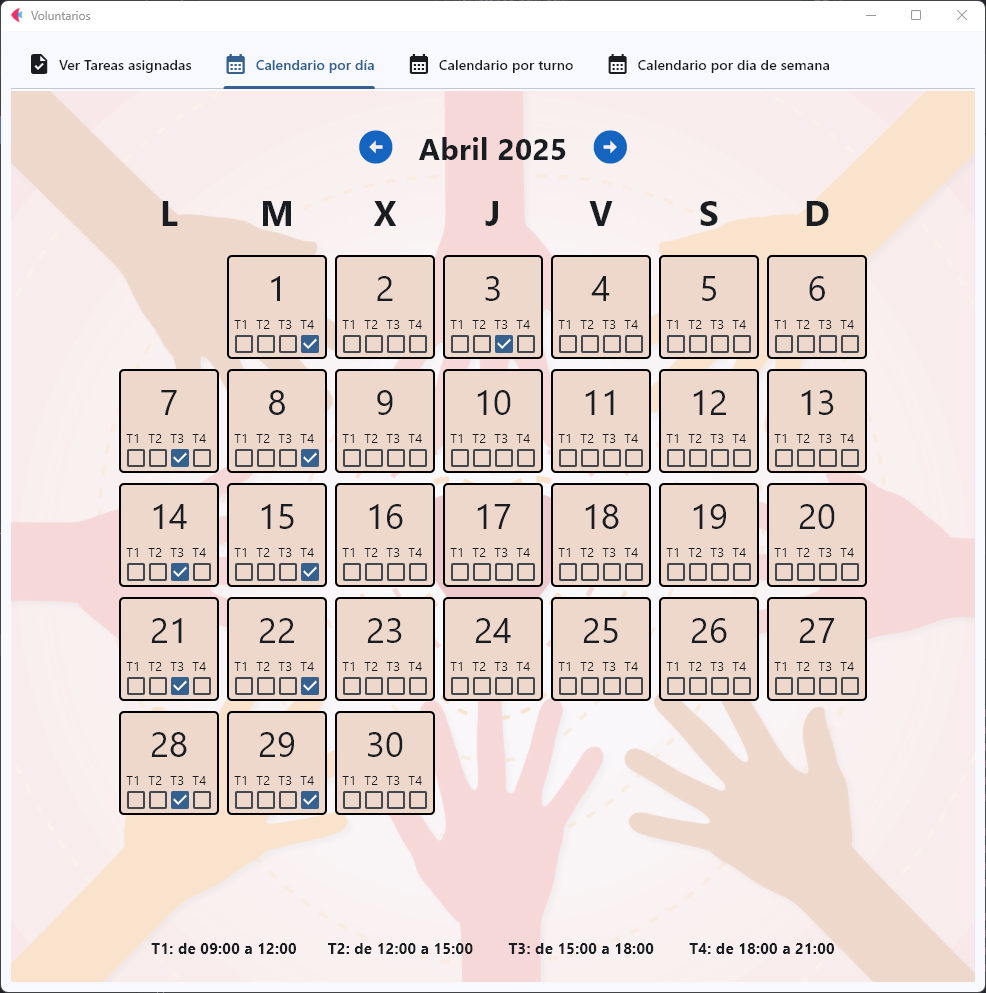 Voluntarios
Ver Tareas asignadas Calendario por día Calendario por turno Calendario por dia de semana
Abril 2025
L M X J V S D
1 2 3 4 5 6
T1 T2 T3 T4 T1 T2 T3 T4 T1 T2 T3 T4 T1 T2 T3 T4 T1 T2 T3 T4 T1 T2 T3 T4
7 8 9 10 11 12 13
T1 T2 T3 T4 T1 T2 T3 T4 T1 T2 T3 T4 T1 T2 T3 T4 T1 T2 T3 T4 T1 T2 T3 T4 T1 T2 T3 T4
14 15 16 17 18 19 20
T1 T2 T3 T4 T1 T2 T3 T4 T1 T2 T3 T4 T1 T2 T3 T4 T1 T2 T3 T4 T1 T2 T3 T4 T1 T2 T3 T4
21 22 23 24 25 26 27
T1 T2 T3 T4 T1 T2 T3 T4 T1 T2 T3 T4 T1 T2 T3 T4 T1 T2 T3 T4 T1 T2 T3 T4 T1 T2 T3 T4
28 29 30
T1 T2 T3 T4 T1 T2 T3 T4 T1 T2 T3 T4
T1: de 09:00 a 12:00 T2: de 12:00 a 15:00 T3: de 15:00 a 18:00 T4: de 18:00 a 21:00